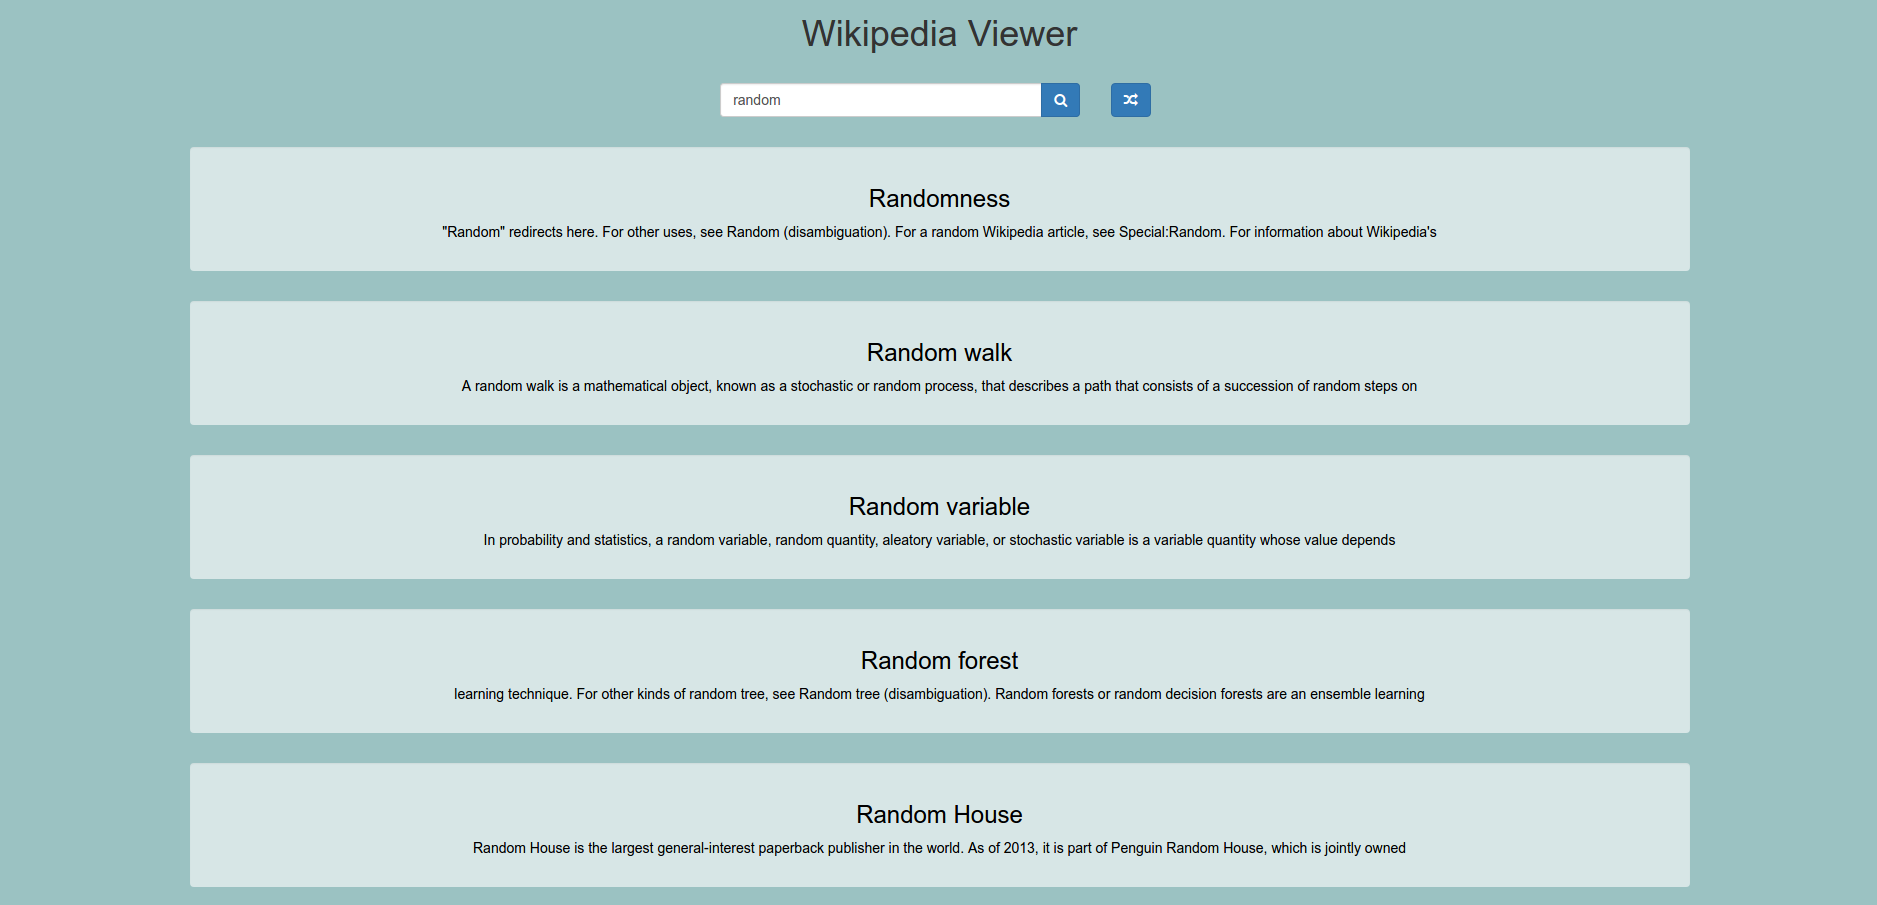 Wikipedia Viewer
random
Randomness
"Random" redirects here. For other uses, see Random (disambiguation). For a random Wikipedia article, see Special:Random. For information about Wikipedia's
Random walk
A random walk is a mathematical object, known as a stochastic or random process, that describes a path that consists of a succession of random steps on
Random variable
In probability and statistics, a random variable, random quantity, aleatory variable, or stochastic variable is a variable quantity whose value depends
Random forest
learning technique. For other kinds of random tree, see Random tree (disambiguation). Random forests or random decision forests are an ensemble learning
Random House
Random House is the largest general-interest paperback publisher in the world. As of 2013, it is part of Penguin Random House, which is jointly owned